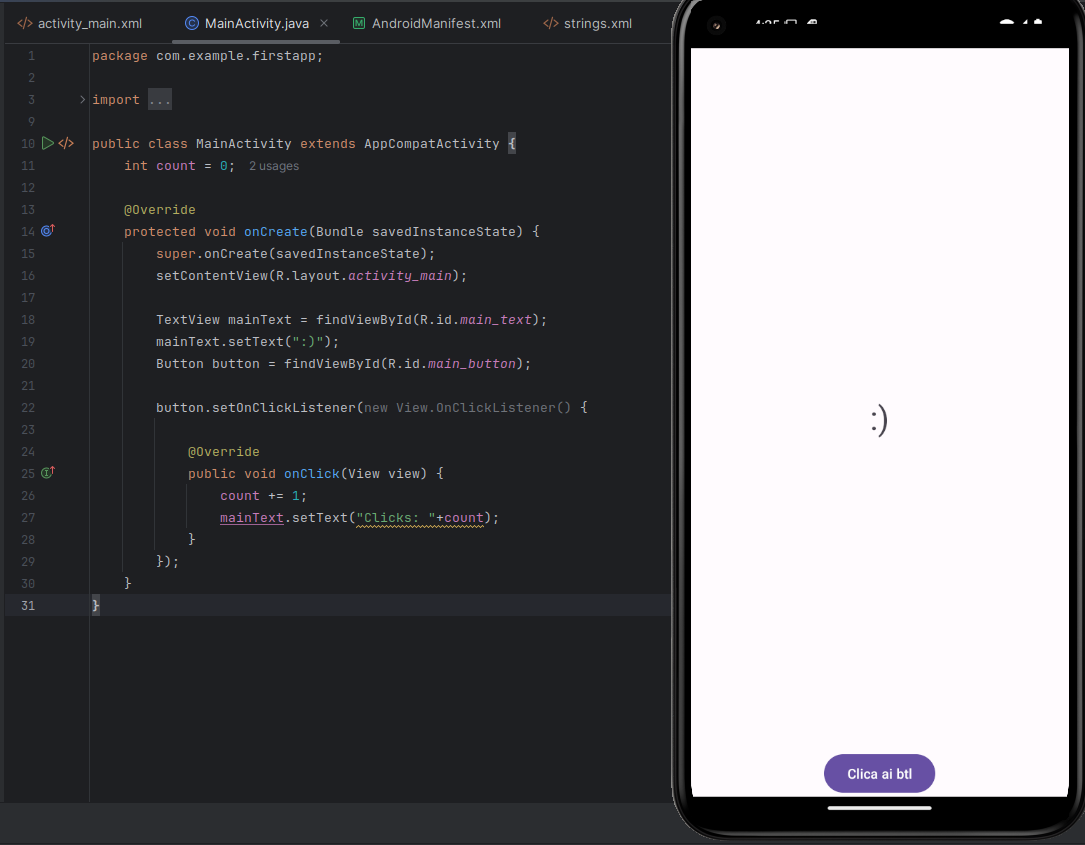 activity_main.xml
MainActivity.java
AndroidManifest.xml
strings.xml
1 package com.example.firstapp;
2
3 import ...
9
10 public class MainActivity extends AppCompatActivity {
11 int count = 0; 2 usages
12
13 @Override
14 protected void onCreate(Bundle savedInstanceState) {
15 super.onCreate(savedInstanceState);
16 setContentView(R.layout.activity_main);
17
18 TextView mainText = findViewById(R.id.main_text);
19 mainText.setText(":)");
20 Button button = findViewById(R.id.main_button);
21
22 button.setOnClickListener(new View.OnClickListener() {
23
24 @Override
25 public void onClick(View view) {
26 count += 1;
27 mainText.setText("Clicks: "+count);
28 }
29 });
30 }
31 }
:)
Clica ai btl